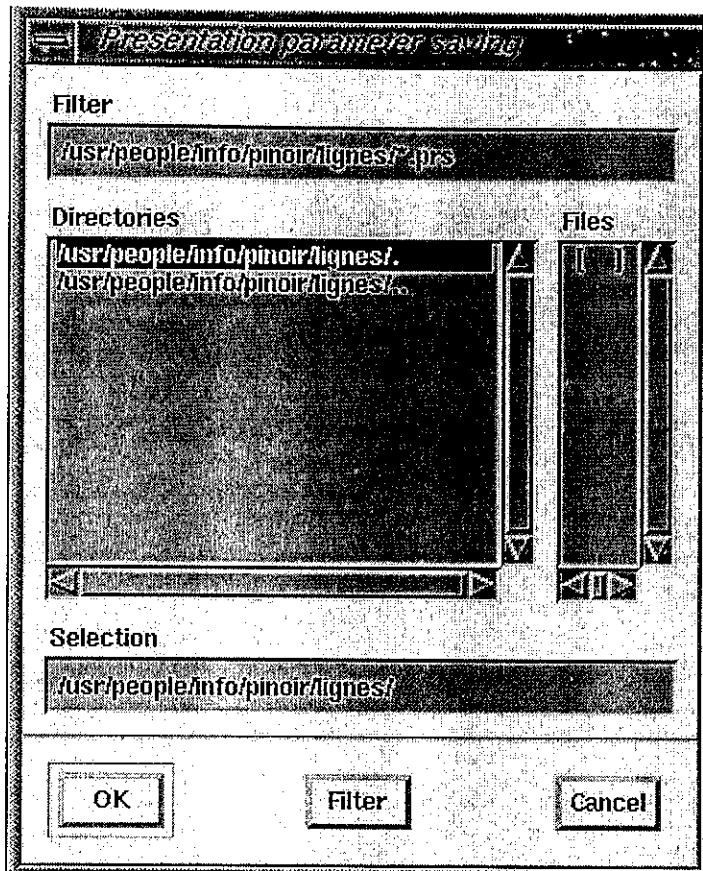 Presentation parameter saving
Filter
/usr/people/info/pinoir/lignes/*.prs
Directories
Files
/usr/people/info/pinoir/lignes/.
[ ]
/usr/people/info/pinoir/lignes/..
Selection
/usr/people/info/pinoir/lignes/
OK
Filter
Cancel